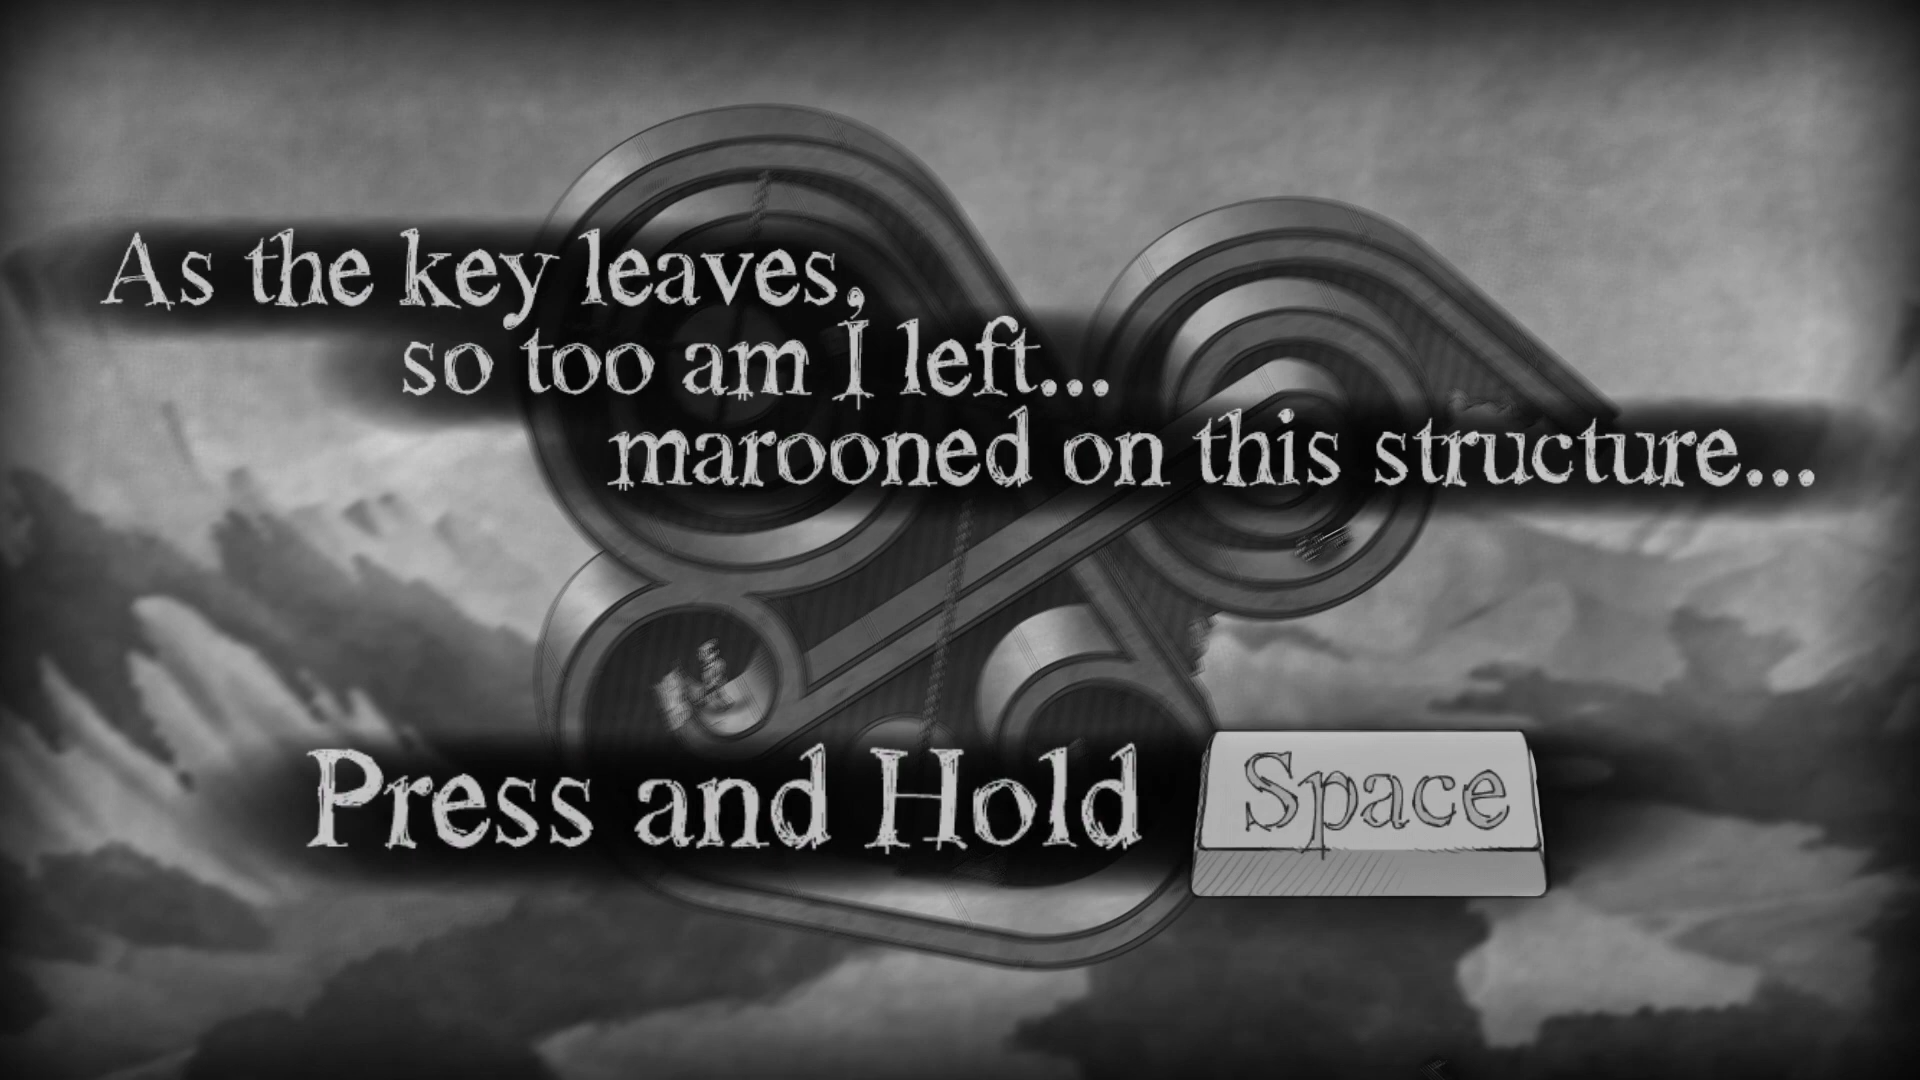 As the key leaves,
so too am I left...
marooned on this structure...
Press and Hold Space